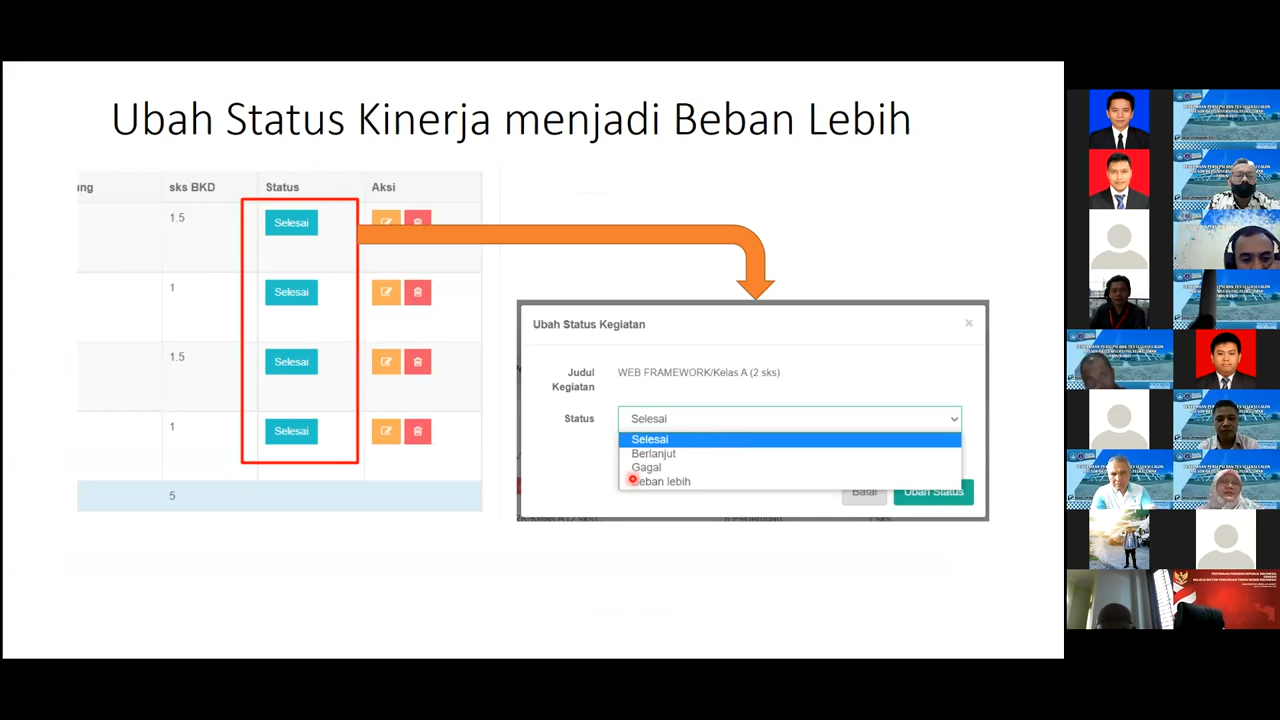 Ubah Status Kinerja menjadi Beban Lebih
ung sks BKD Status Aksi
1.5 Selesai
1 Selesai
1.5 Selesai
1 Selesai
5
Ubah Status Kegiatan ×
Judul Kegiatan WEB FRAMEWORK/Kelas A (2 sks)
Status Selesai
Selesai
Berlanjut
Gagal
eban lebih
Batal Ubah Status